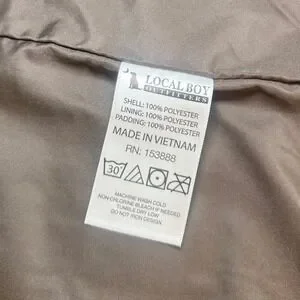 LOCAL BOY
OUTFITTERS
SHELL: 100% POLYESTER
LINING: 100% POLYESTER
PADDING: 100% POLYESTER
MADE IN VIETNAM
RN: 153888
30°
MACHINE WASH COLD
NON-CHLORINE BLEACH IF NEEDED
TUMBLE DRY LOW
DO NOT IRON DESIGN